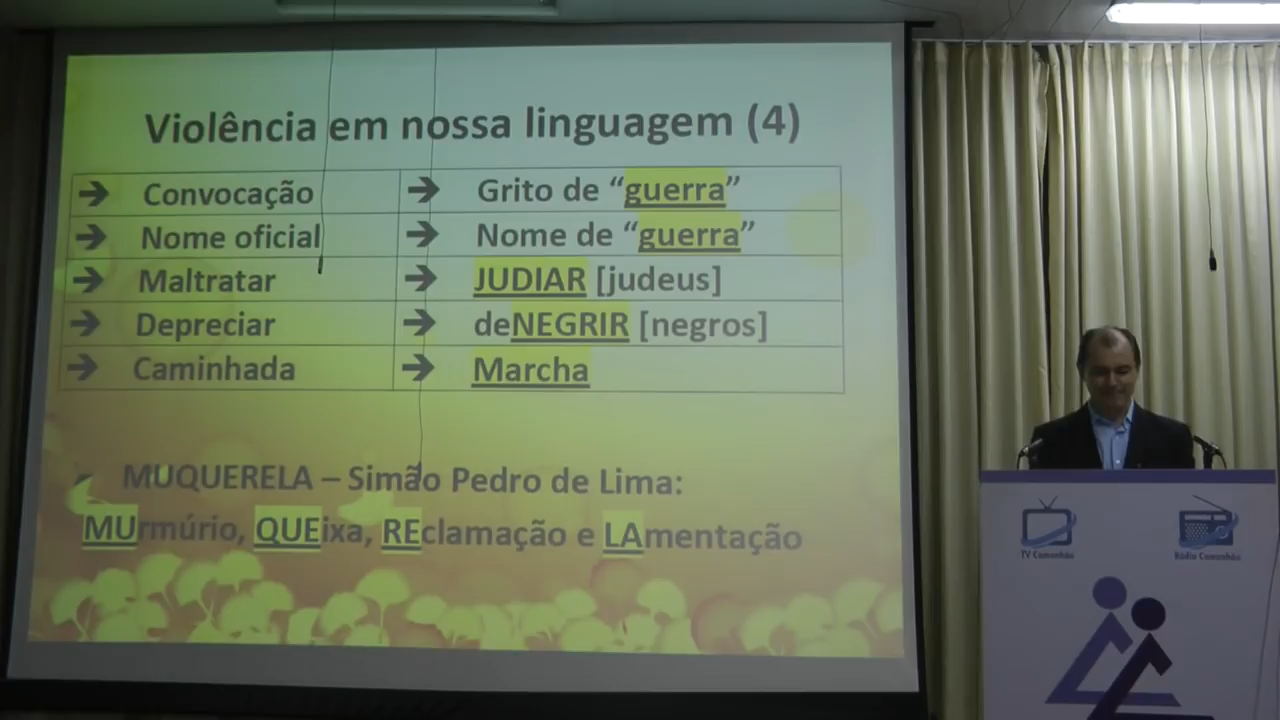 Violência em nossa linguagem (4)
➔ Convocação ➔ Grito de “guerra”
➔ Nome oficial ➔ Nome de “guerra”
➔ Maltratar ➔ JUDIAR [judeus]
➔ Depreciar ➔ deNEGRIR [negros]
➔ Caminhada ➔ Marcha
MUQUERELA – Simão Pedro de Lima:
MUrmúrio, QUEixa, REclamação e LAmentação
TV Comunhão
Rádio Comunhão